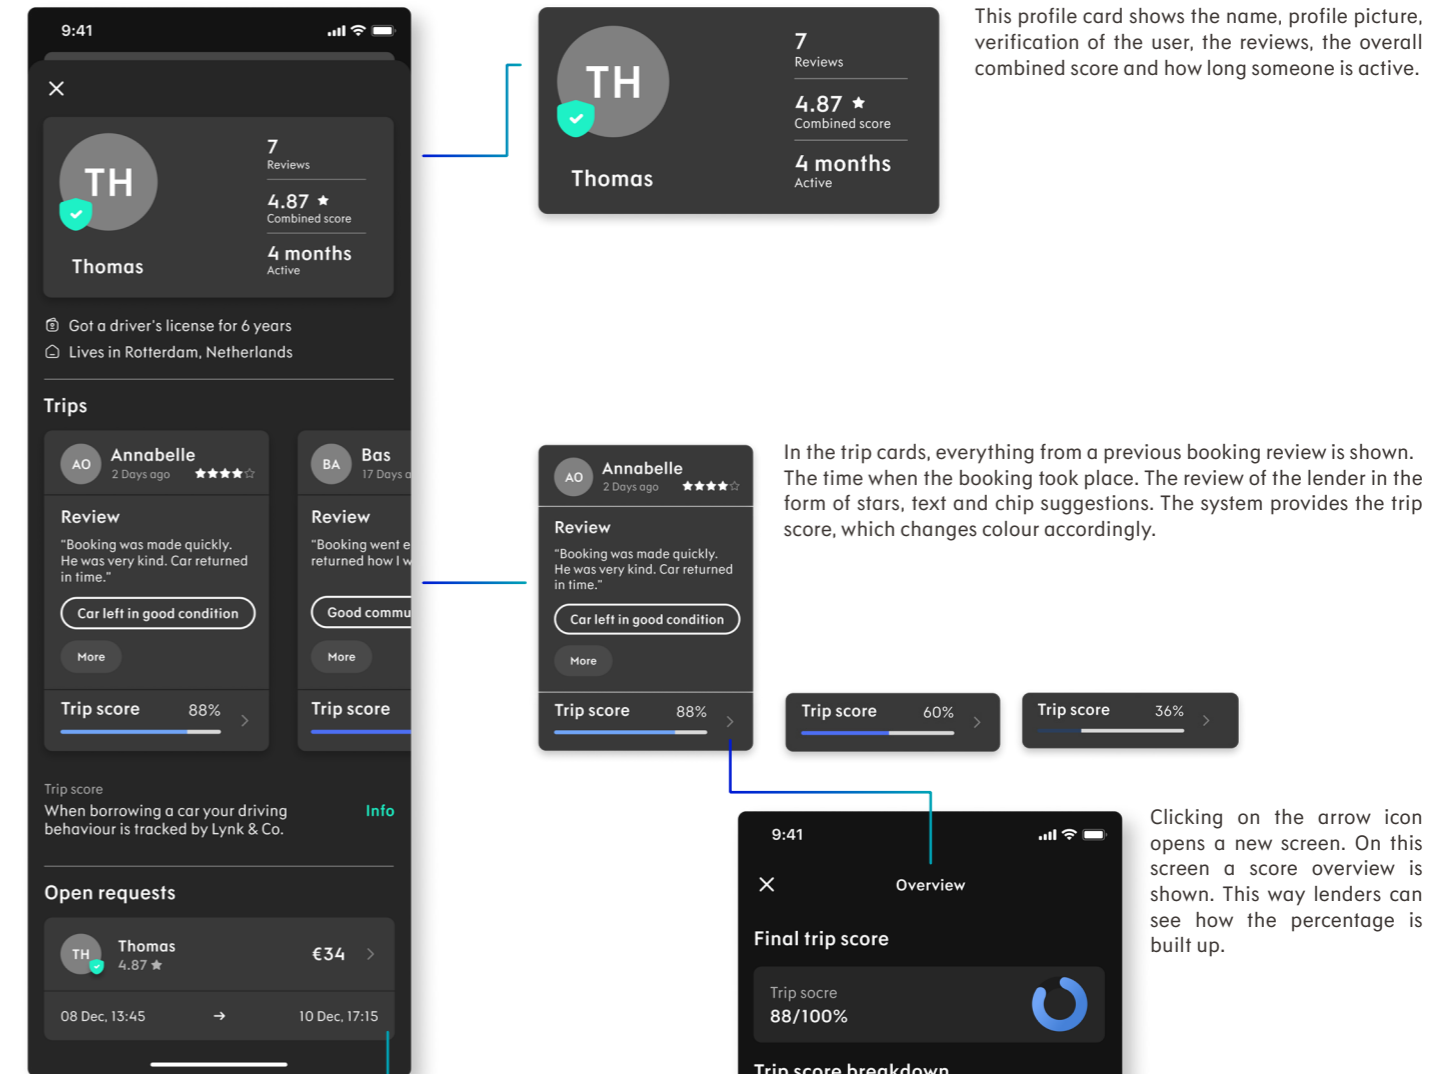 9:41
TH
Thomas
7
Reviews
4.87 ★
Combined score
4 months
Active
Got a driver's license for 6 years
Lives in Rotterdam, Netherlands
Trips
AO
Annabelle
2 Days ago ★★★★☆
Review
"Booking was made quickly.
He was very kind. Car returned
in time."
Car left in good condition
More
Trip score 88%
BA
Bas
17 Days a
Review
"Booking went e
returned how I w
Good commu
More
Trip score
Trip score
When borrowing a car your driving
behaviour is tracked by Lynk & Co.
Info
Open requests
TH
Thomas
4.87 ★
€34
08 Dec, 13:45 → 10 Dec, 17:15
TH
Thomas
7
Reviews
4.87 ★
Combined score
4 months
Active
This profile card shows the name, profile picture,
verification of the user, the reviews, the overall
combined score and how long someone is active.
AO
Annabelle
2 Days ago ★★★★☆
Review
"Booking was made quickly.
He was very kind. Car returned
in time."
Car left in good condition
More
Trip score 88%
In the trip cards, everything from a previous booking review is shown.
The time when the booking took place. The review of the lender in the
form of stars, text and chip suggestions. The system provides the trip
score, which changes colour accordingly.
Trip score 60%
Trip score 36%
9:41
Overview
Final trip score
Trip socre
88/100%
Trip score breakdown
Clicking on the arrow icon
opens a new screen. On this
screen a score overview is
shown. This way lenders can
see how the percentage is
built up.